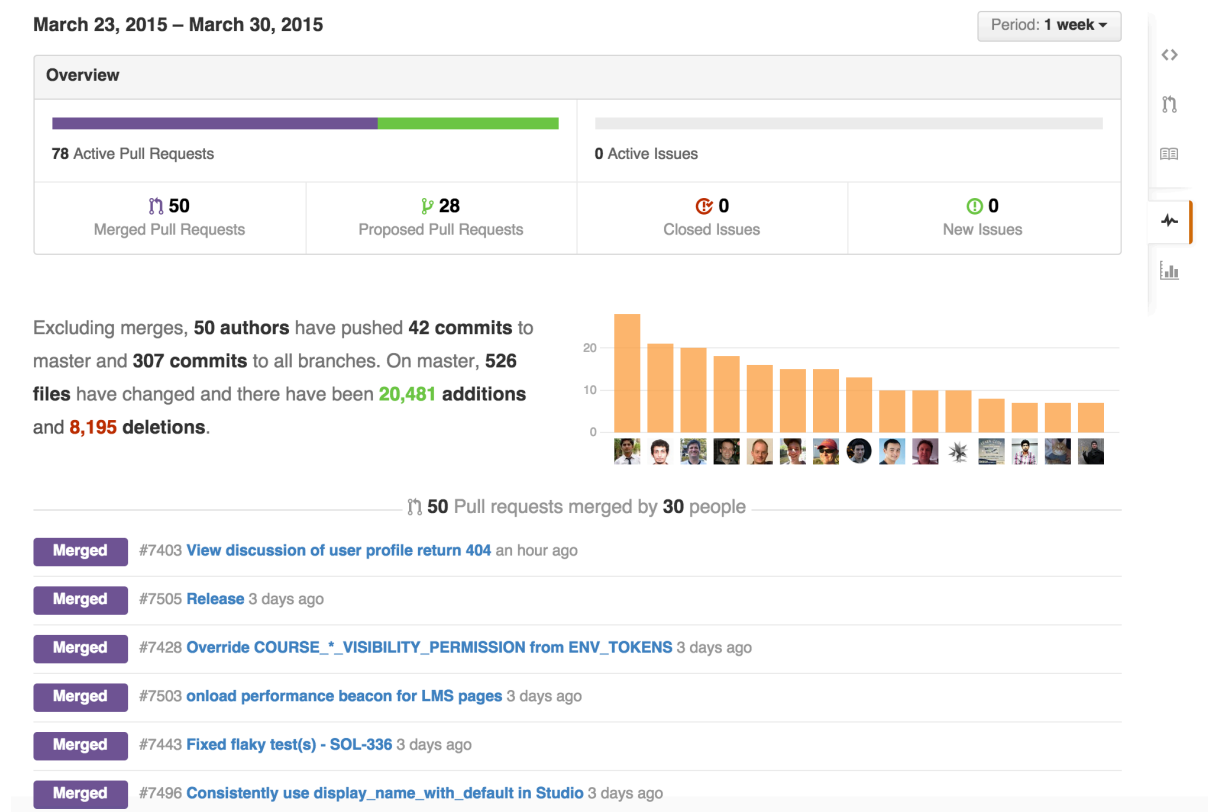 March 23, 2015 – March 30, 2015
Period: 1 week
Overview
78 Active Pull Requests
0 Active Issues
50
Merged Pull Requests
28
Proposed Pull Requests
0
Closed Issues
0
New Issues
Excluding merges, 50 authors have pushed 42 commits to
master and 307 commits to all branches. On master, 526
files have changed and there have been 20,481 additions
and 8,195 deletions.
20
10
0
50 Pull requests merged by 30 people
Merged #7403 View discussion of user profile return 404 an hour ago
Merged #7505 Release 3 days ago
Merged #7428 Override COURSE_*_VISIBILITY_PERMISSION from ENV_TOKENS 3 days ago
Merged #7503 onload performance beacon for LMS pages 3 days ago
Merged #7443 Fixed flaky test(s) - SOL-336 3 days ago
Merged #7496 Consistently use display_name_with_default in Studio 3 days ago